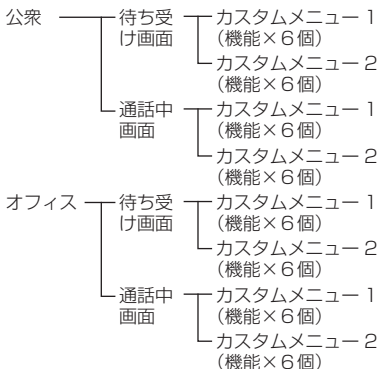 公衆
待ち受
け画面
カスタムメニュー1
(機能×6個)
カスタムメニュー2
(機能×6個)
通話中
画面
カスタムメニュー1
(機能×6個)
カスタムメニュー2
(機能×6個)
オフィス
待ち受
け画面
カスタムメニュー1
(機能×6個)
カスタムメニュー2
(機能×6個)
通話中
画面
カスタムメニュー1
(機能×6個)
カスタムメニュー2
(機能×6個)